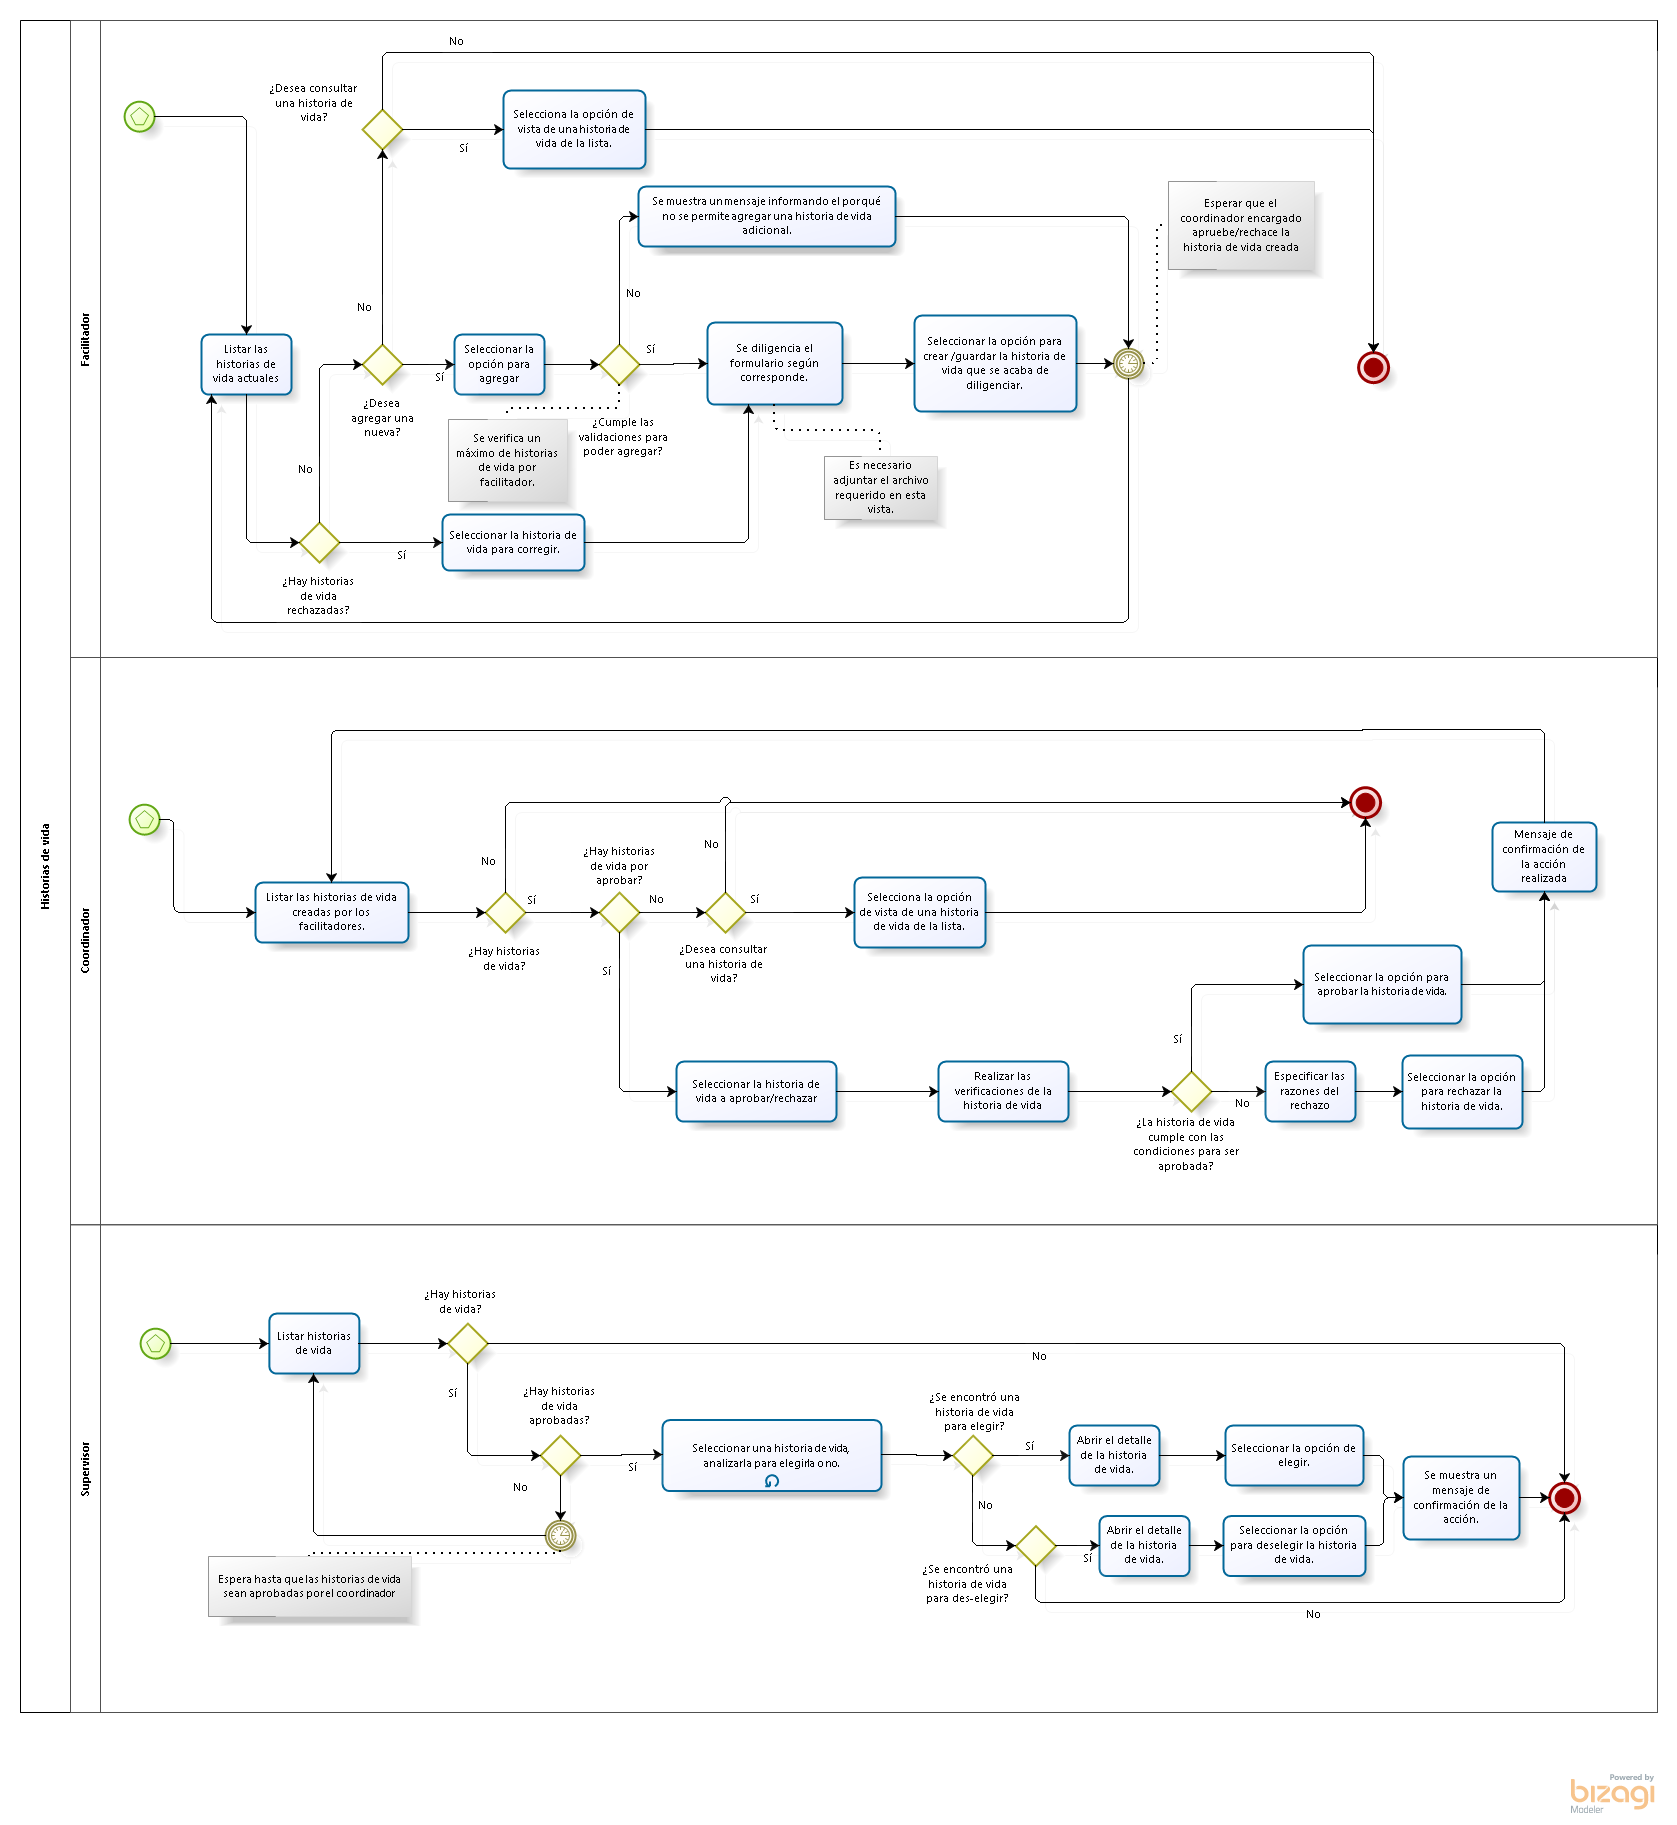 Historias de vida
Facilitador
No
¿Desea consultar
una historia de
vida?
Sí
Selecciona la opción de
vista de una historia de
vida de la lista.
Se muestra un mensaje informando el por qué
no se permite agregar una historia de vida
adicional.
Esperar que el
coordinador encargado
apruebe/rechace la
historia de vida creada
No
No
Listar las
historias de
vida actuales
Sí
¿Desea
agregar una
nueva?
Seleccionar la
opción para
agregar
Sí
¿Cumple las
validaciones para
poder agregar?
Se diligencia el
formulario según
corresponde.
Seleccionar la opción para
crear /guardar la historia de
vida que se acaba de
diligenciar.
Se verifica un
máximo de historias
de vida por
facilitador.
Es necesario
adjuntar el archivo
requerido en esta
vista.
No
Sí
Seleccionar la historia de
vida para corregir.
¿Hay historias
de vida
rechazadas?
Coordinador
Listar las historias de vida
creadas por los
facilitadores.
No
Sí
¿Hay historias
de vida?
¿Hay historias
de vida por
aprobar?
No
Sí
No
Sí
¿Desea consultar
una historia de
vida?
Selecciona la opción
de vista de una historia
de vida de la lista.
Mensaje de
confirmación de
la acción
realizada
Seleccionar la opción para
aprobar la historia de vida.
Seleccionar la historia de
vida a aprobar/rechazar
Realizar las
verificaciones de la
historia de vida
Sí
No
¿La historia de vida
cumple con las
condiciones para ser
aprobada?
Especificar las
razones del
rechazo
Seleccionar la opción
para rechazar la
historia de vida.
Supervisor
Listar historias
de vida
¿Hay historias
de vida?
No
Sí
¿Hay historias
de vida
aprobadas?
Sí
No
Seleccionar una historia de vida,
analizarla para elegirla o no.
¿Se encontró una
historia de vida
para elegir?
Sí
No
Abrir el detalle
de la historia
de vida.
Seleccionar la opción de
elegir.
Se muestra un
mensaje de
confirmación de la
acción.
¿Se encontró una
historia de vida
para des-elegir?
Sí
Abrir el detalle
de la historia
de vida.
Seleccionar la opción
para deselegir la historia
de vida.
No
Espera hasta que las historias de vida
sean aprobadas por el coordinador
Powered by
bizagi
Modeler